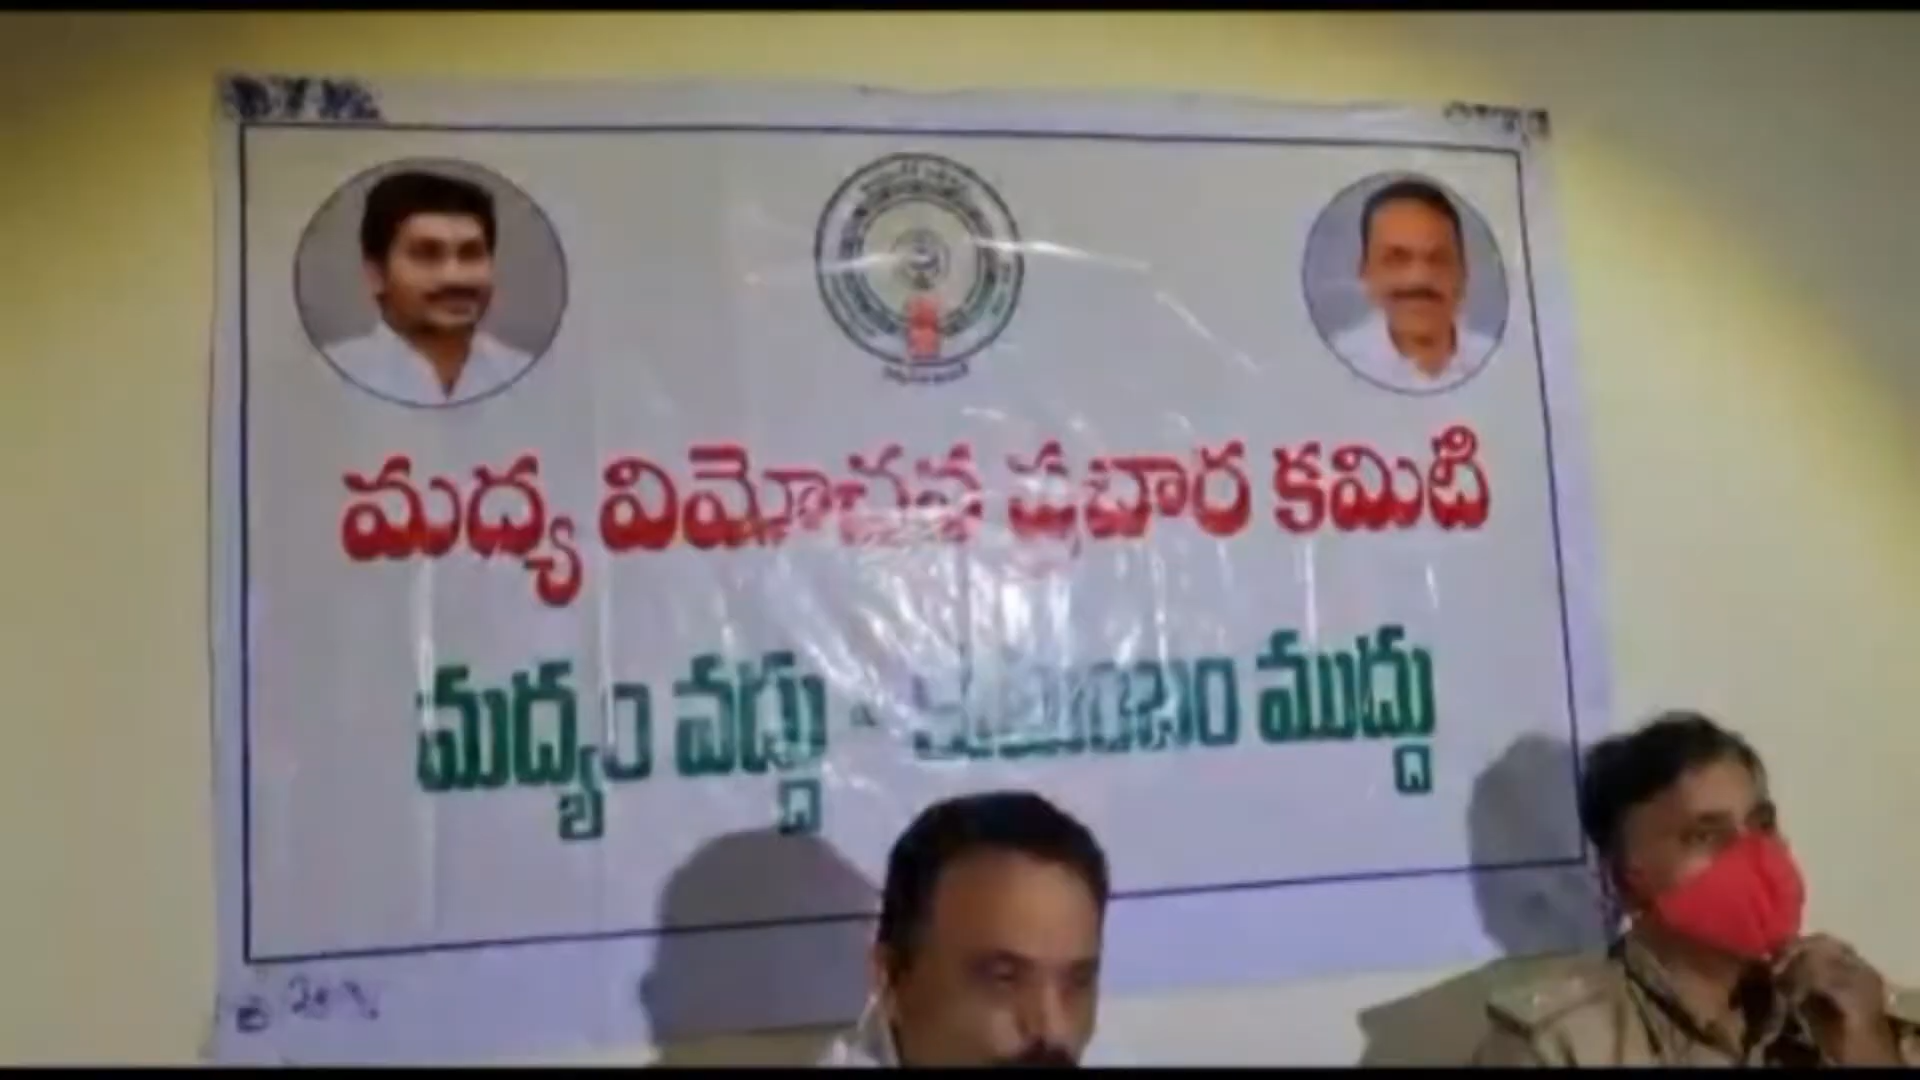 మద్య విమోచన ప్రచార కమిటి
మద్యం వద్దు - కుటుంబం ముద్దు